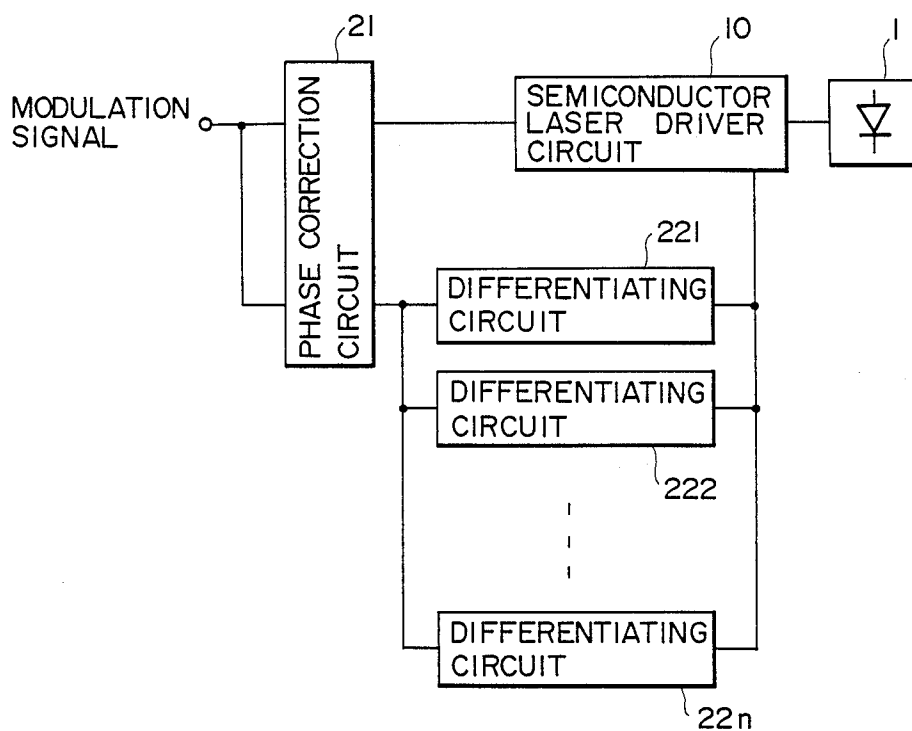 21
10
1
MODULATION
SIGNAL
PHASE CORRECTION
CIRCUIT
SEMICONDUCTOR
LASER DRIVER
CIRCUIT
221
DIFFERENTIATING
CIRCUIT
DIFFERENTIATING
CIRCUIT
222
DIFFERENTIATING
CIRCUIT
22n